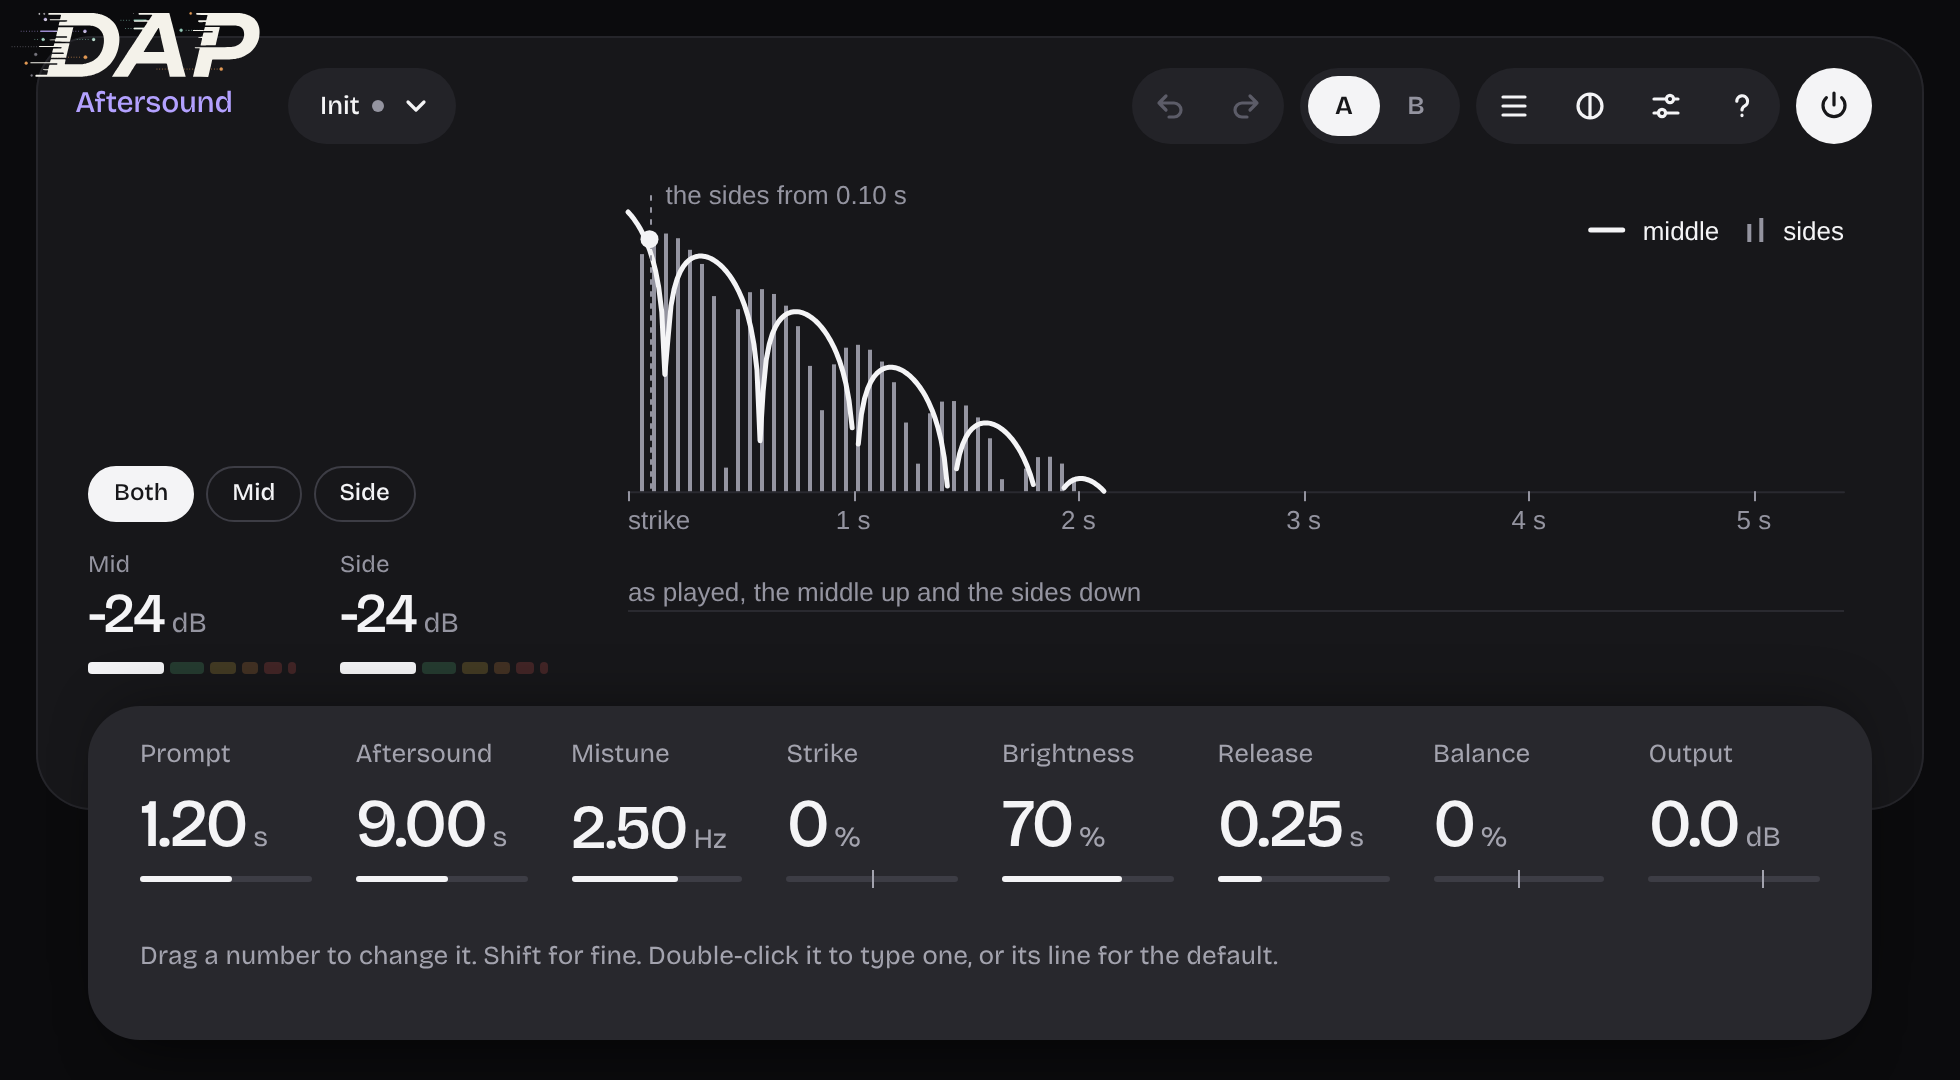 DAP
Aftersound
Init
A B
?
the sides from 0.10 s
middle sides
strike 1 s 2 s 3 s 4 s 5 s
as played, the middle up and the sides down
Both Mid Side
Mid Side
-24 dB -24 dB
Prompt Aftersound Mistune Strike Brightness Release Balance Output
1.20 s 9.00 s 2.50 Hz 0 % 70 % 0.25 s 0 % 0.0 dB
Drag a number to change it. Shift for fine. Double-click it to type one, or its line for the default.